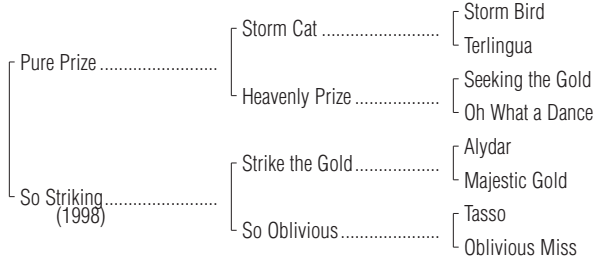 Storm Bird
Storm Cat ........................
Terlingua
Pure Prize ........................
Seeking the Gold
Heavenly Prize .................
Oh What a Dance
Alydar
Strike the Gold .................
Majestic Gold
So Striking .......................
(1998)
Tasso
So Oblivious ....................
Oblivious Miss